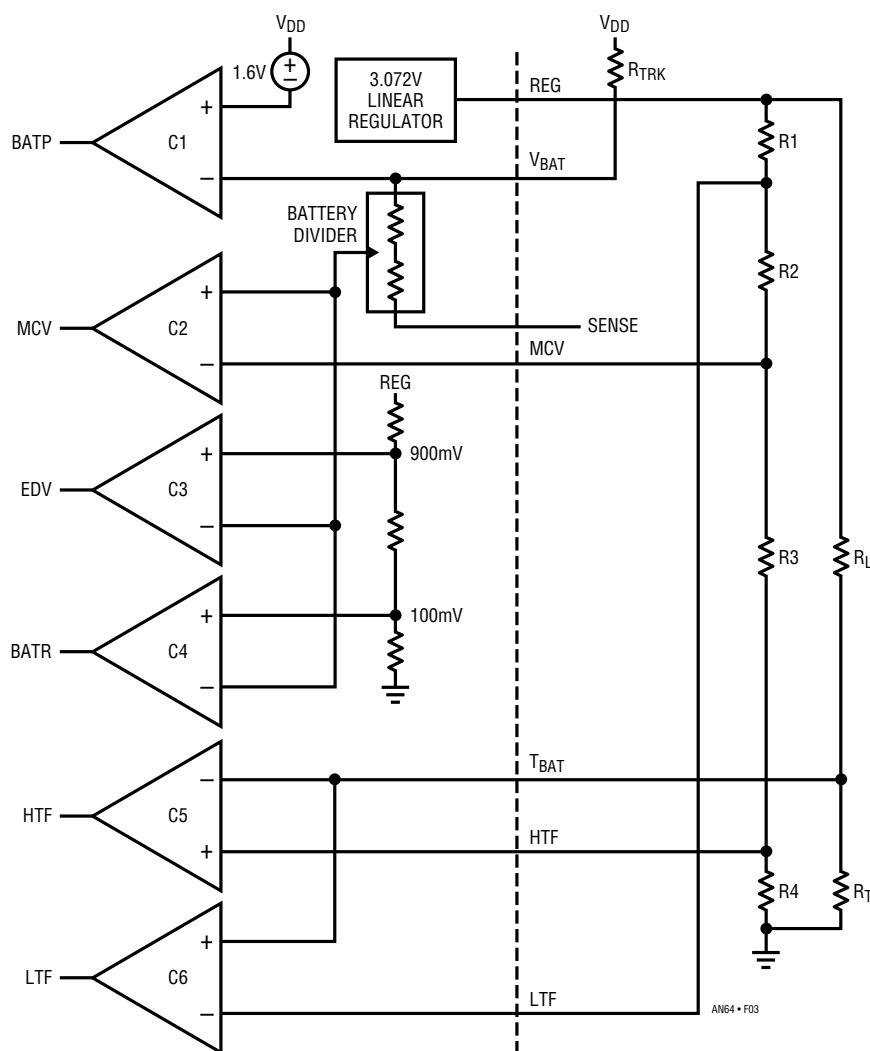 VDD
VDD
1.6V
+
−
3.072V
LINEAR
REGULATOR
RTRK
REG
+
BATP
C1
R1
−
VBAT
BATTERY
DIVIDER
+
R2
MCV
C2
SENSE
−
MCV
REG
+
900mV
EDV
C3
−
R3
RL
+
100mV
BATR
C4
−
TBAT
−
HTF
C5
HTF
+
R4
RT
+
LTF
C6
LTF
−
AN64 • F03